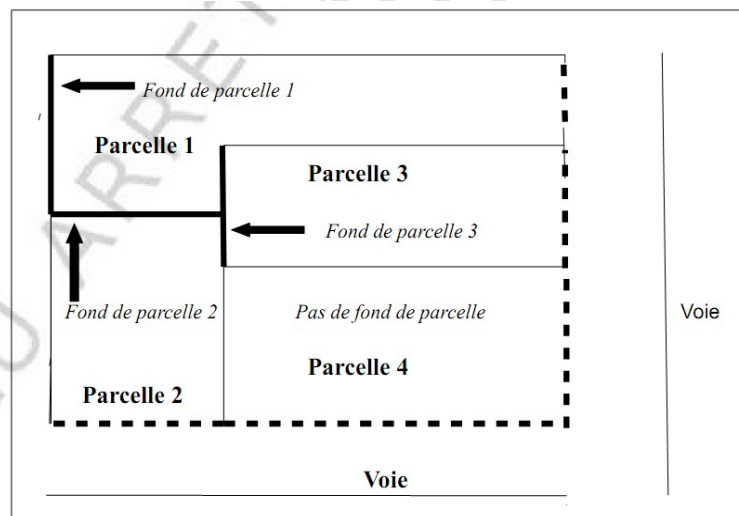 Fond de parcelle 1
Parcelle 1
Parcelle 3
Fond de parcelle 3
Fond de parcelle 2
Pas de fond de parcelle
Voie
Parcelle 4
Parcelle 2
Voie
U ARRET